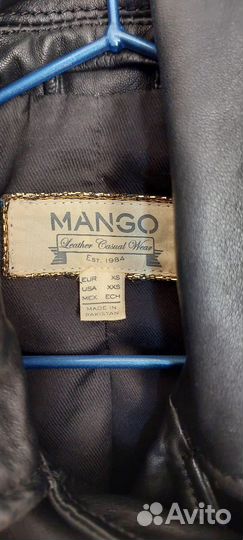 MANGO
Leather Casual Wear
EST. 1984
EUR XS
USA XXS
MEX ECH
MADE IN
PAKISTAN
Avito